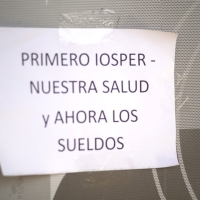 PRIMERO IOSPER -
NUESTRA SALUD
y AHORA LOS
SUELDOS